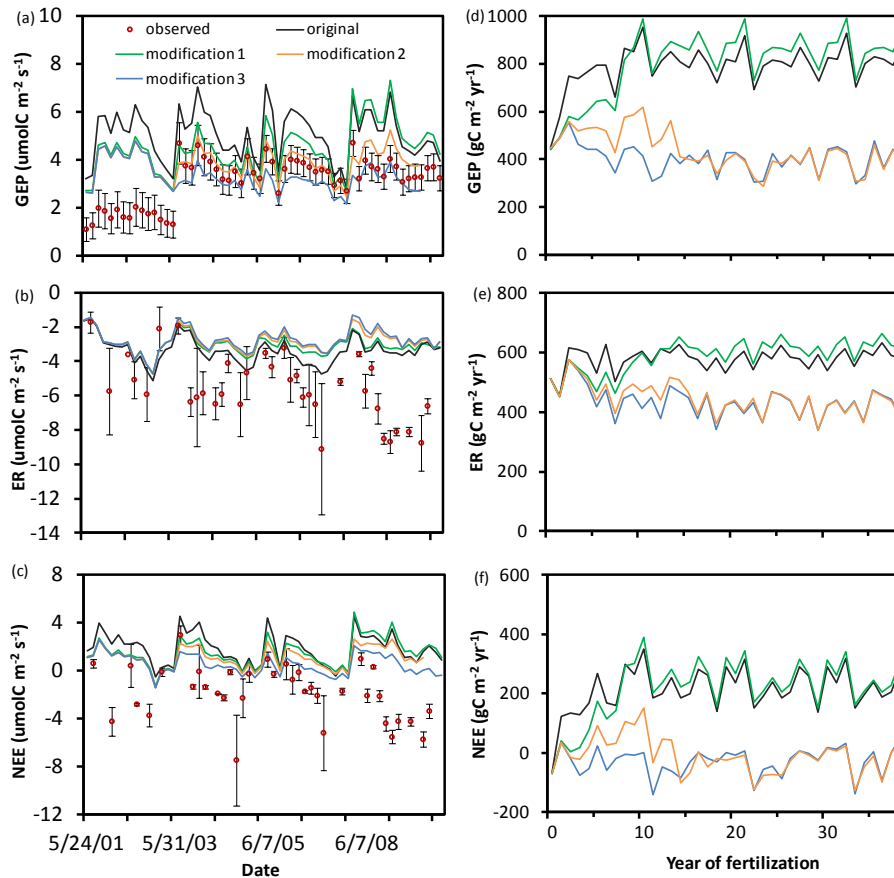 (a)
observed
original
modification 1
modification 2
modification 3
10
8
6
4
2
0
GEP (umolC m⁻² s⁻¹)
(b)
0
-2
-4
-6
-8
-10
-12
-14
ER (umolC m⁻² s⁻¹)
(c)
8
4
0
-4
-8
-12
NEE (umolC m⁻² s⁻¹)
5/24/01 5/31/03 6/7/05 6/7/08
Date
(d)
1000
800
600
400
200
0
GEP (gC m⁻² yr⁻¹)
(e)
800
600
400
200
0
ER (gC m⁻² yr⁻¹)
(f)
600
400
200
0
-200
NEE (gC m⁻² yr⁻¹)
0 10 20 30
Year of fertilization